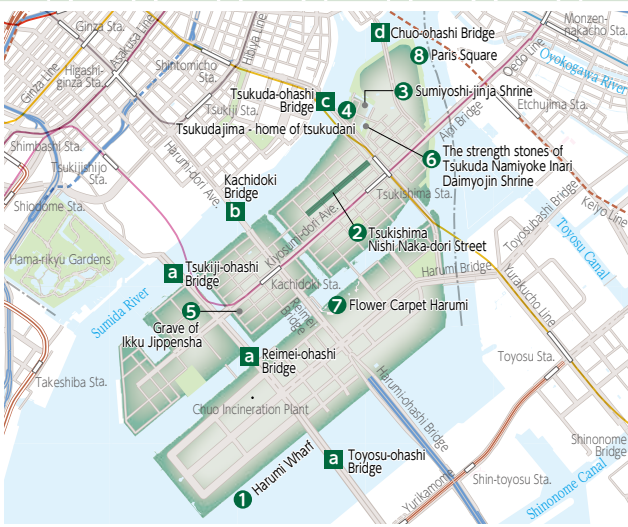 Ginza Sta.
Asakusa Line
Hibiya Line
Ginza Line
Higashi-
ginza Sta.
Shintomicho
Sta.
d Chuo-ohashi Bridge
8 Paris Square
Monzen-
nakacho Sta.
Oedo Line
Oyokogawa River
Tsukuda-ohashi
Bridge c
4
3 Sumiyoshi-jinja Shrine
Etchujima Sta.
Tsukiji Sta.
Tsukudajima - home of tsukudani
Aioi Bridge
Shimbashi Sta.
Tsukijishijo
Sta.
Harumi-dori Ave.
6 The strength stones of
Tsukuda Namiyoke Inari
Daimyojin Shrine
Kachidoki
Bridge
b
Tsukishima Sta.
Keiyo Line
Shiodome Sta.
Kiyosumi-dori Ave.
2 Tsukishima
Nishi Naka-dori Street
Toyosubashi Bridge
Toyosu Canal
Hama-rikyu Gardens
a Tsukiji-ohashi
Bridge
Kachidoki Sta.
Harumi Bridge
Yurakucho Line
Sumida River
5
Grave of
Ikku Jippensha
Reimei
Bridge
7 Flower Carpet Harumi
a Reimei-ohashi
Bridge
Toyosu Sta.
Takeshiba Sta.
Harumi-ohashi Bridge
Chuo Incineration Plant
Shinonome
Bridge
1 Harumi Wharf
a Toyosu-ohashi
Bridge
Yurikamome
Shin-toyosu Sta.
Shinonome Canal